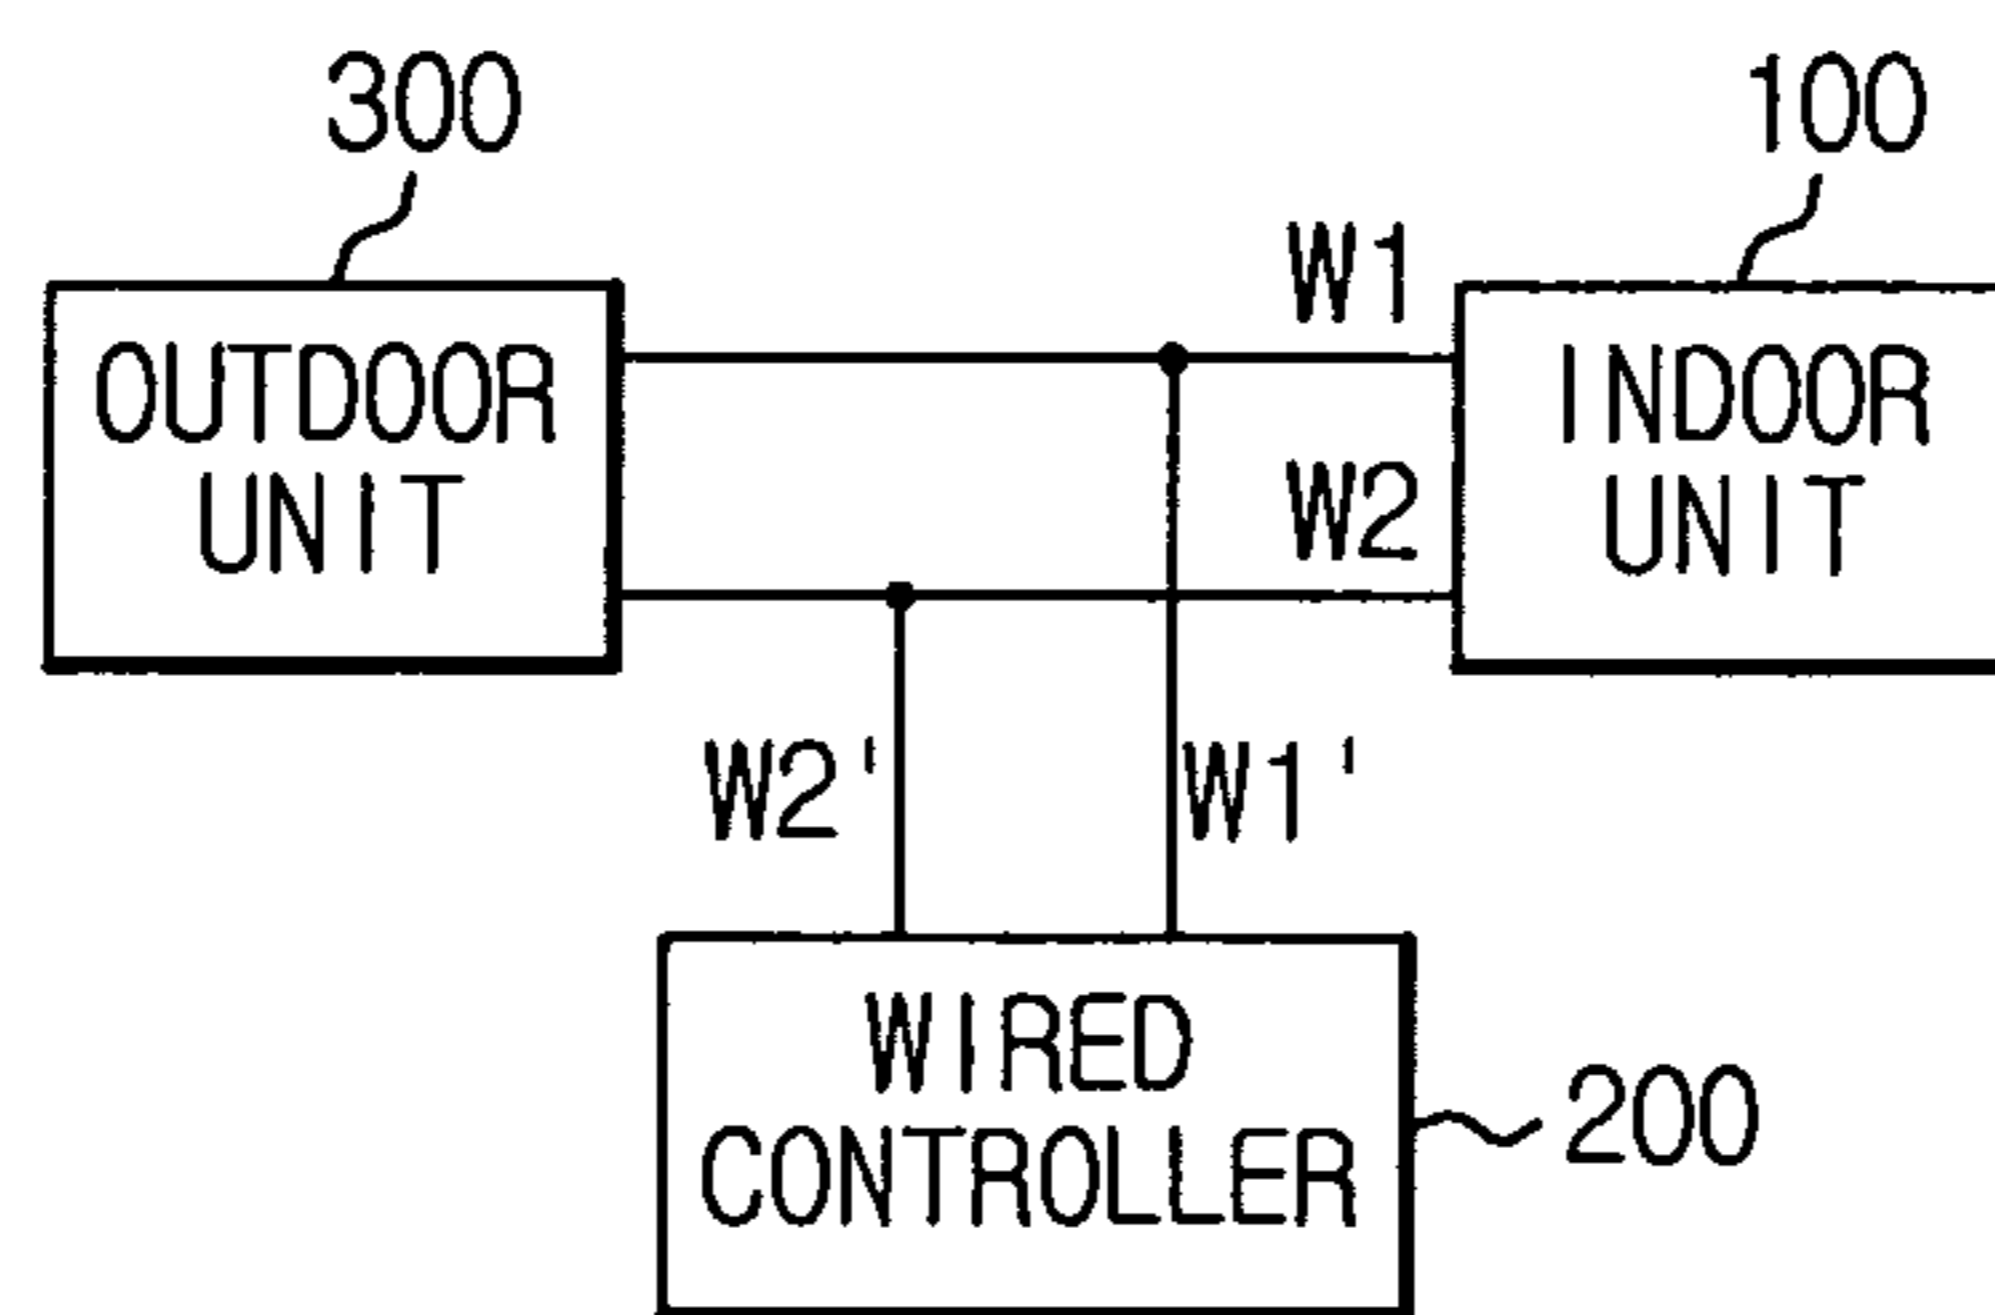 300
100
W1
OUTDOOR
UNIT
INDOOR
UNIT
W2
W2'
W1'
WIRED
CONTROLLER
200